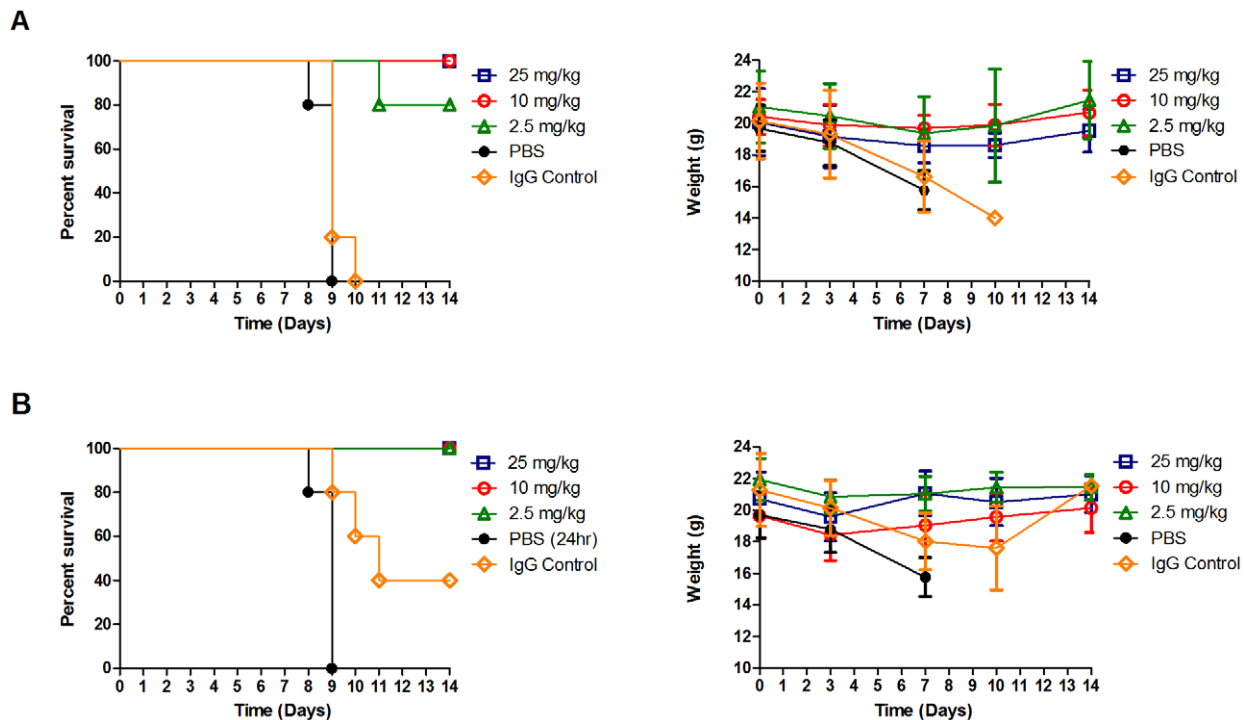 A
Percent survival
100
80
60
40
20
0
0 1 2 3 4 5 6 7 8 9 10 11 12 13 14
Time (Days)
25 mg/kg
10 mg/kg
2.5 mg/kg
PBS
IgG Control
Weight (g)
24
22
20
18
16
14
12
10
0 1 2 3 4 5 6 7 8 9 10 11 12 13 14
Time (Days)
25 mg/kg
10 mg/kg
2.5 mg/kg
PBS
IgG Control
B
Percent survival
100
80
60
40
20
0
0 1 2 3 4 5 6 7 8 9 10 11 12 13 14
Time (Days)
25 mg/kg
10 mg/kg
2.5 mg/kg
PBS (24hr)
IgG Control
Weight (g)
24
22
20
18
16
14
12
10
0 1 2 3 4 5 6 7 8 9 10 11 12 13 14
Time (Days)
25 mg/kg
10 mg/kg
2.5 mg/kg
PBS
IgG Control